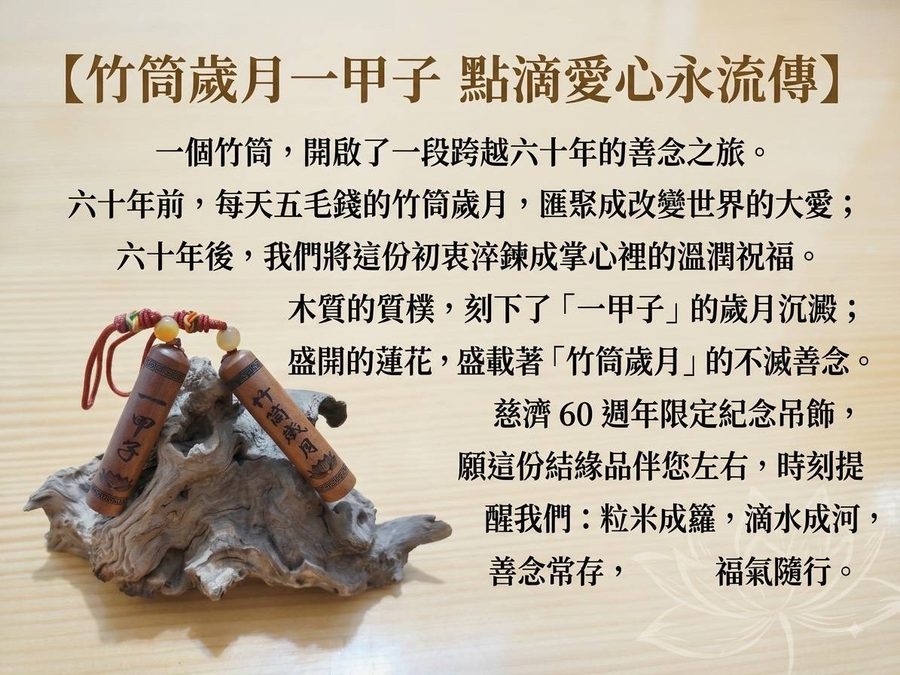 【竹筒歲月一甲子 點滴愛心永流傳】
一個竹筒，開啟了一段跨越六十年的善念之旅。
六十年前，每天五毛錢的竹筒歲月，匯聚成改變世界的大愛；
六十年後，我們將這份初衷淬鍊成掌心裡的溫潤祝福。
木質的質樸，刻下了「一甲子」的歲月沉澱；
盛開的蓮花，盛載著「竹筒歲月」的不滅善念。
慈濟 60 週年限定紀念吊飾，
願這份結緣品伴您左右，時刻提
醒我們：粒米成籮，滴水成河，
善念常存， 福氣隨行。
一甲子
竹筒歲月